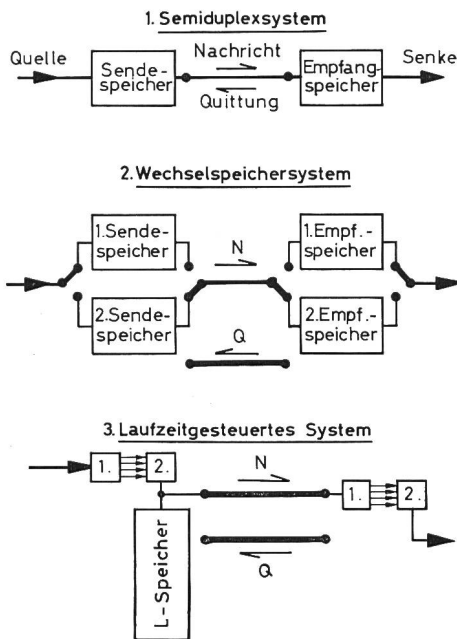 1. Semiduplexsystem
Quelle
Sende-
speicher
Nachricht
Quittung
Empfang-
speicher
Senke
2. Wechselspeichersystem
1. Sende-
speicher
N
1. Empf.-
speicher
2. Sende-
speicher
Q
2. Empf.-
speicher
3. Laufzeitgesteuertes System
1.
2.
N
1.
2.
L-Speicher
Q